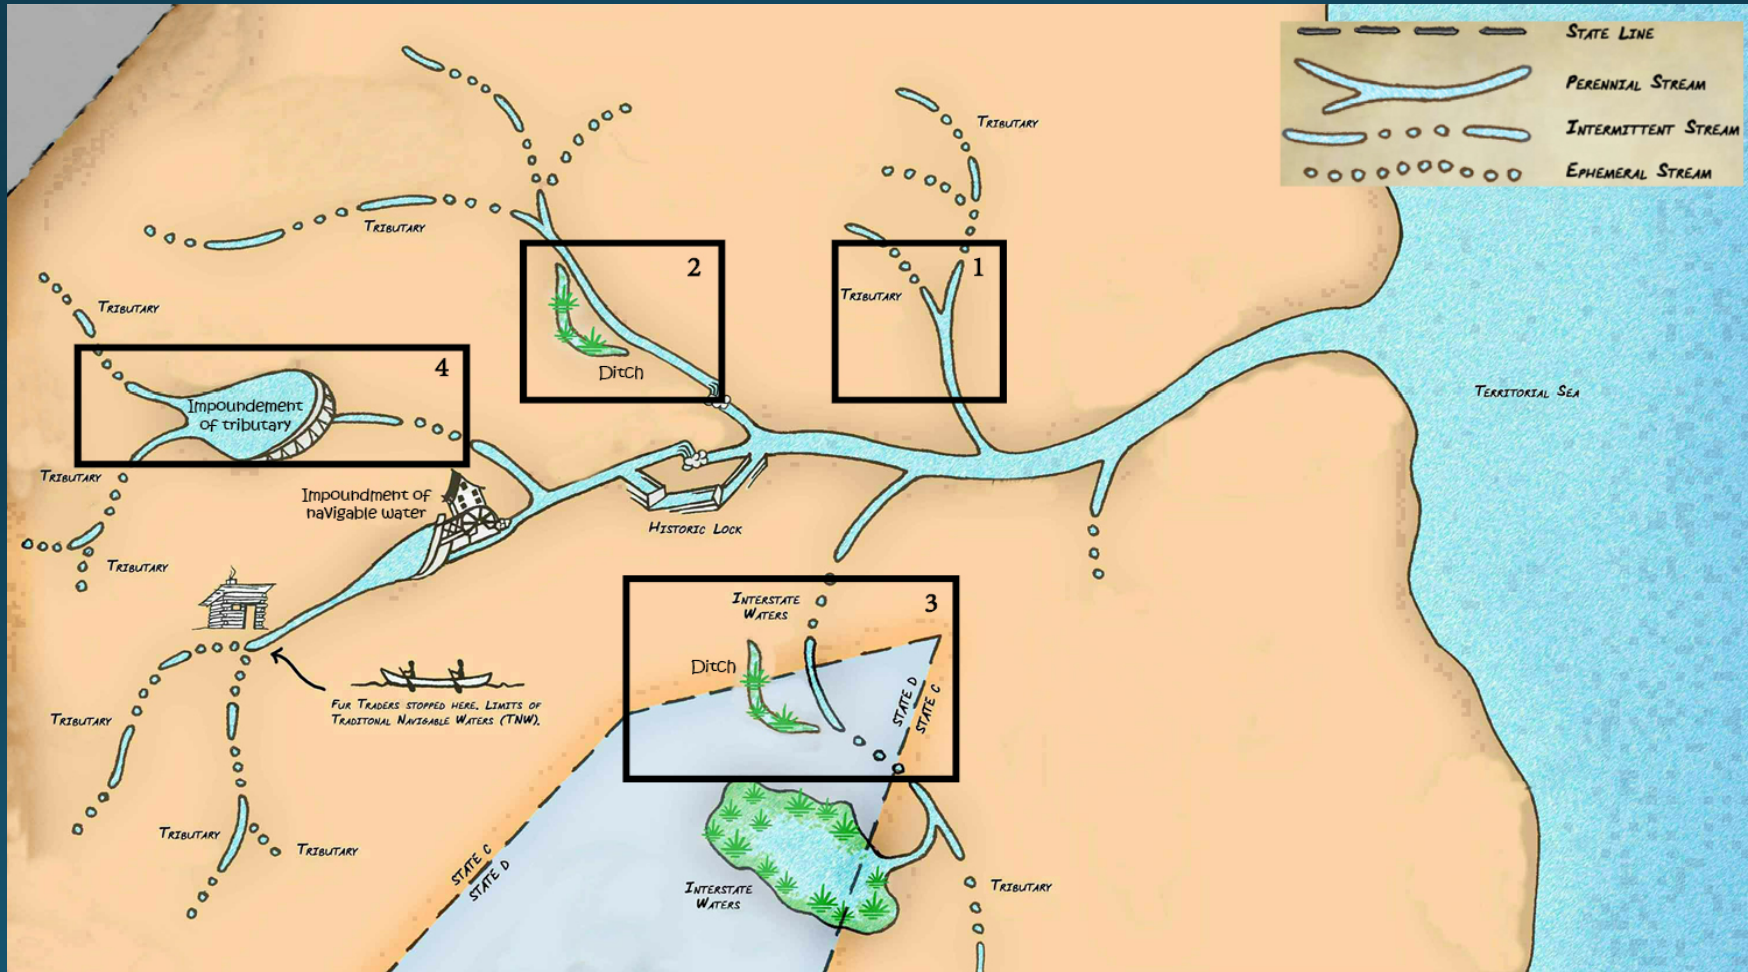 State Line
Perennial Stream
Intermittent Stream
Ephemeral Stream
Tributary
Tributary
2
1
Tributary
Tributary
4
Ditch
Impoundement
of tributary
Territorial Sea
Tributary
Impoundment of
naVigable water
Historic Lock
Tributary
Interstate
Waters
3
Ditch
State D
State C
Fur Traders stopped here. Limits of
Traditonal Navigable Waters (TNW).
Tributary
Tributary
Tributary
State C
State D
Interstate
Waters
Tributary